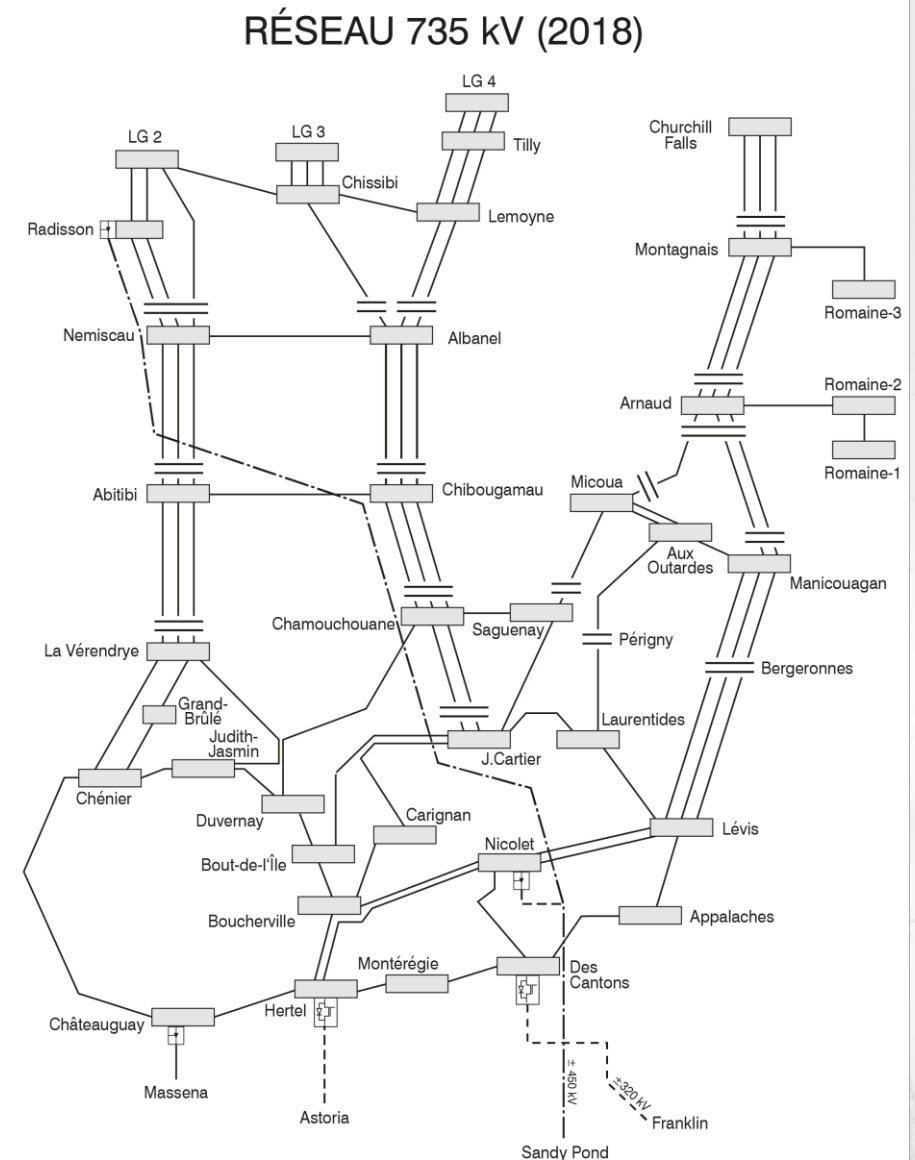 RÉSEAU 735 kV (2018)
LG 4
LG 2
LG 3
Churchill
Falls
Tilly
Chissibi
Lemoyne
Radisson
Montagnais
Romaine-3
Nemiscau
Albanel
Romaine-2
Arnaud
Romaine-1
Abitibi
Chibougamau
Micoua
Aux
Outardes
Manicouagan
Chamouchouane
Saguenay
Périgny
La Vérendrye
Bergeronnes
Grand-
Brûlé
Laurentides
Judith-
Jasmin
J.Cartier
Chénier
Duvernay
Carignan
Lévis
Nicolet
Bout-de-l'Île
Boucherville
Appalaches
Montérégie
Des
Cantons
Hertel
Châteauguay
± 450 kV
±320 kV
Massena
Astoria
Franklin
Sandy Pond